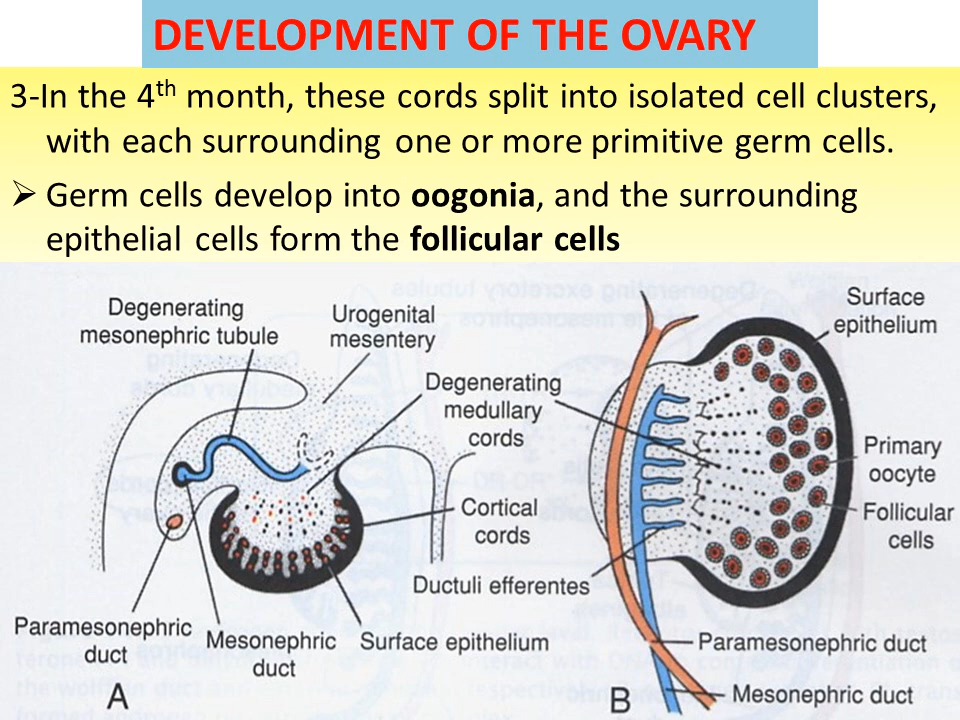 DEVELOPMENT OF THE OVARY
3-In the 4th month, these cords split into isolated cell clusters,
with each surrounding one or more primitive germ cells.
➢ Germ cells develop into oogonia, and the surrounding
epithelial cells form the follicular cells
Degenerating
mesonephric tubule
Urogenital
mesentery
Surface
epithelium
Degenerating
medullary
cords
Primary
oocyte
Cortical
cords
Follicular
cells
Ductuli efferentes
Paramesonephric
duct
Mesonephric
duct
Surface epithelium
Paramesonephric duct
Mesonephric duct
A
B